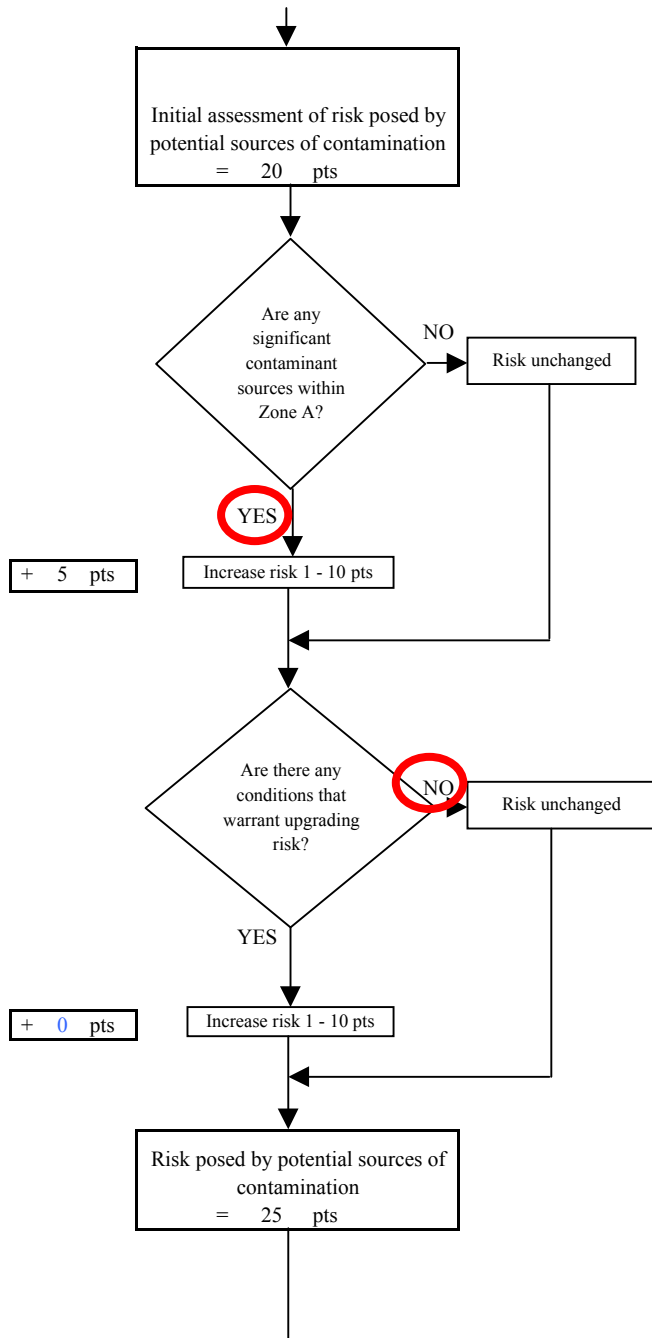 Initial assessment of risk posed by
potential sources of contamination
= 20 pts
Are any
significant
contaminant
sources within
Zone A?
NO
Risk unchanged
YES
+ 5 pts
Increase risk 1 - 10 pts
Are there any
conditions that
warrant upgrading
risk?
NO
Risk unchanged
YES
+ 0 pts
Increase risk 1 - 10 pts
Risk posed by potential sources of
contamination
= 25 pts